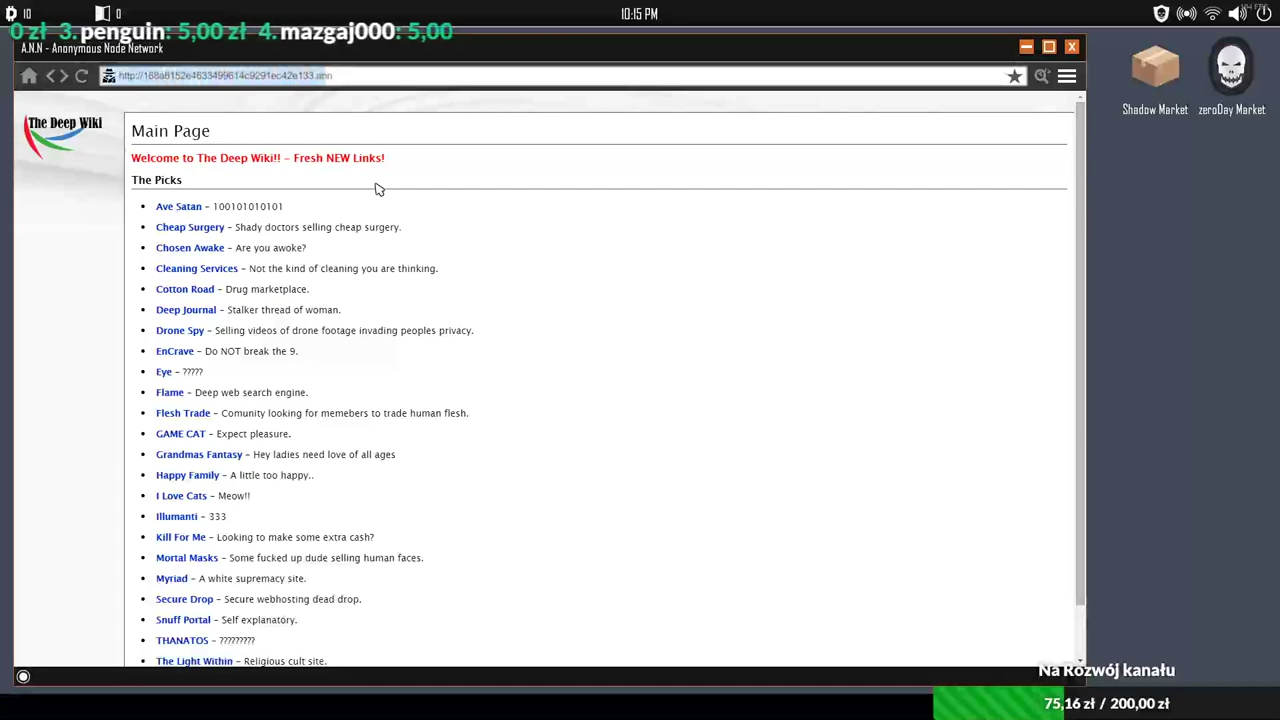 10
0
10:15 PM
0 zł 3. penguin: 5,00 zł 4. mazgaj000: 5,00
A.N.N - Anonymous Node Network
http://168a6152e4633499614c9291ec42e133.ann
Shadow Market
zeroDay Market
The Deep Wiki
Main Page
Welcome to The Deep Wiki!! – Fresh NEW Links!
The Picks
Ave Satan – 100101010101
Cheap Surgery – Shady doctors selling cheap surgery.
Chosen Awake – Are you awoke?
Cleaning Services – Not the kind of cleaning you are thinking.
Cotton Road – Drug marketplace.
Deep Journal – Stalker thread of woman.
Drone Spy – Selling videos of drone footage invading peoples privacy.
EnCrave – Do NOT break the 9.
Eye – ?????
Flame – Deep web search engine.
Flesh Trade – Comunity looking for memebers to trade human flesh.
GAME CAT – Expect pleasure.
Grandmas Fantasy – Hey ladies need love of all ages
Happy Family – A little too happy..
I Love Cats – Meow!!
Illumanti – 333
Kill For Me – Looking to make some extra cash?
Mortal Masks – Some fucked up dude selling human faces.
Myriad – A white supremacy site.
Secure Drop – Secure webhosting dead drop.
Snuff Portal – Self explanatory.
THANATOS – ?????????
The Light Within – Religious cult site.
Na Rozwój kanału
75,16 zł / 200,00 zł